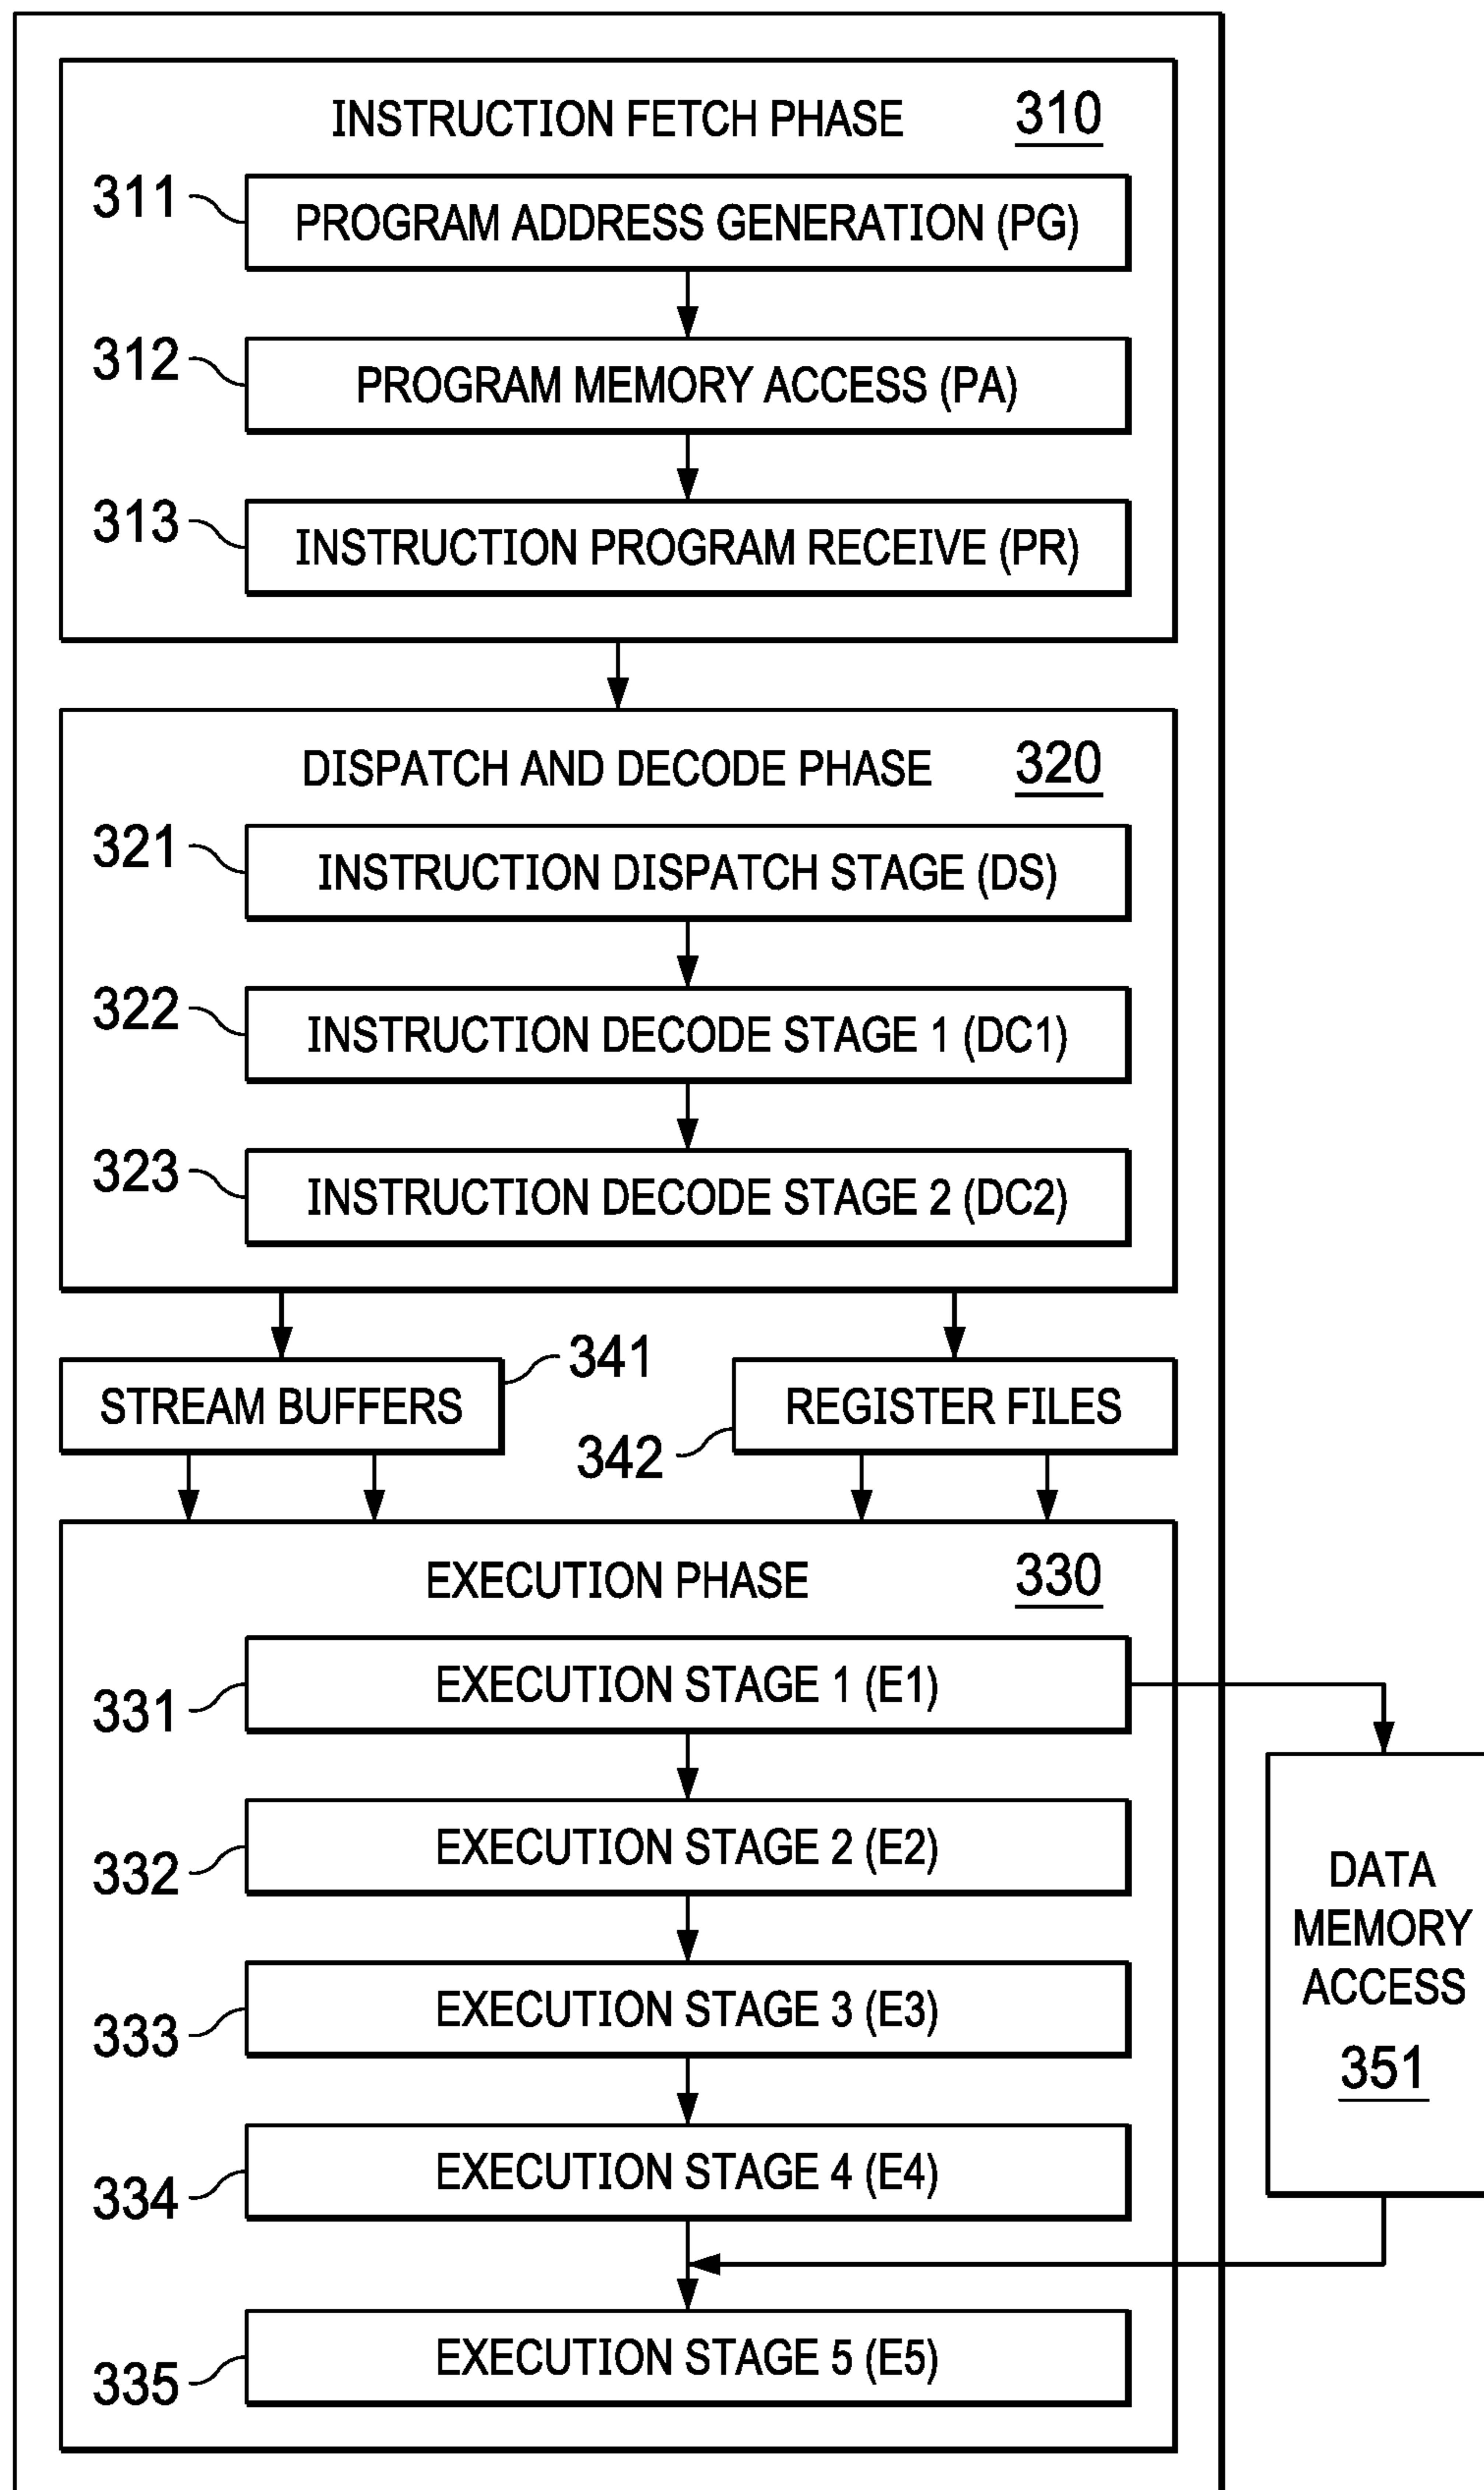 INSTRUCTION FETCH PHASE 310
311 PROGRAM ADDRESS GENERATION (PG)
312 PROGRAM MEMORY ACCESS (PA)
313 INSTRUCTION PROGRAM RECEIVE (PR)
DISPATCH AND DECODE PHASE 320
321 INSTRUCTION DISPATCH STAGE (DS)
322 INSTRUCTION DECODE STAGE 1 (DC1)
323 INSTRUCTION DECODE STAGE 2 (DC2)
STREAM BUFFERS 341
342 REGISTER FILES
EXECUTION PHASE 330
331 EXECUTION STAGE 1 (E1)
332 EXECUTION STAGE 2 (E2)
333 EXECUTION STAGE 3 (E3)
334 EXECUTION STAGE 4 (E4)
335 EXECUTION STAGE 5 (E5)
DATA
MEMORY
ACCESS
351